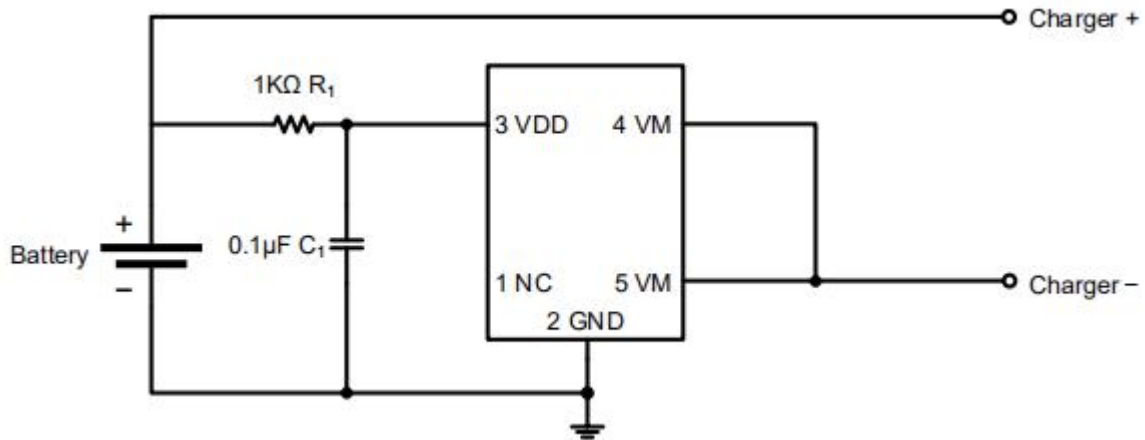 Charger +
1KΩ R₁
3 VDD
4 VM
+
Battery
−
0.1μF C₁
1 NC
5 VM
2 GND
Charger −